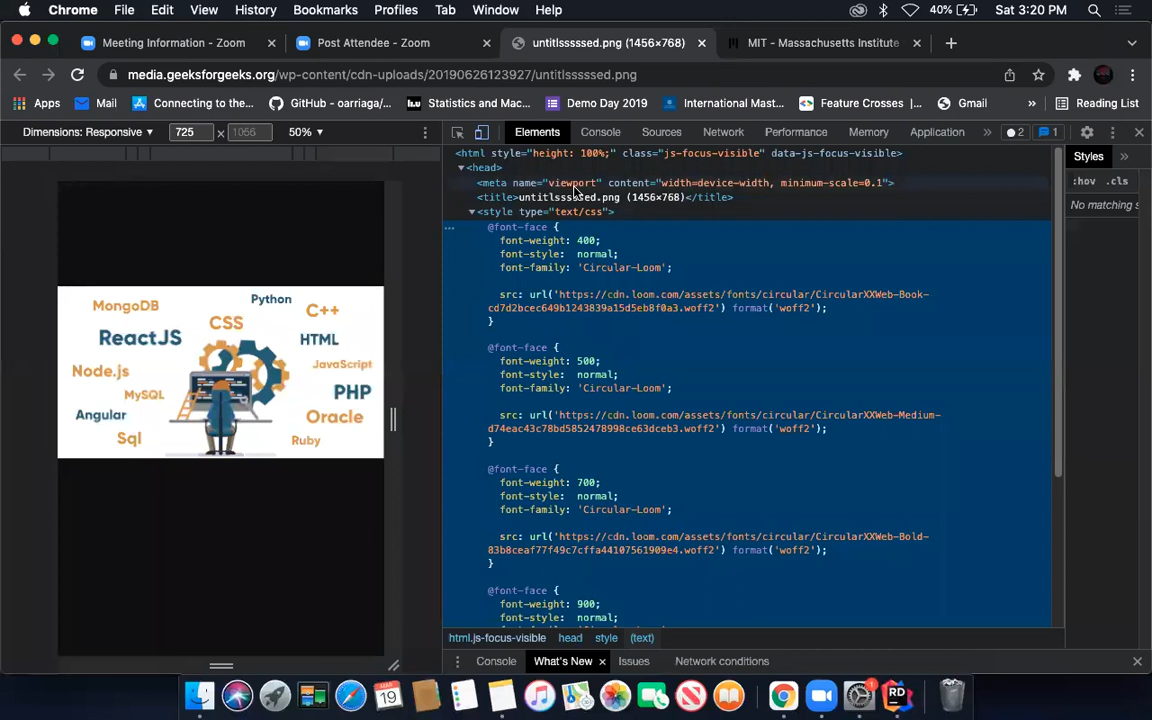 Chrome File Edit View History Bookmarks Profiles Tab Window Help 40% Sat 3:20 PM
Meeting Information - Zoom × Post Attendee - Zoom × untitlsssssed.png (1456×768) × MIT - Massachusetts Institute × +
media.geeksforgeeks.org/wp-content/cdn-uploads/20190626123927/untitlsssssed.png
Apps Mail Connecting to the... GitHub - oarriaga/... Statistics and Mac... Demo Day 2019 International Mast... Feature Crosses |... Gmail » Reading List
Dimensions: Responsive ▼ 725 × 1056 50% ▼ Elements Console Sources Network Performance Memory Application » 2 1
<html style="height: 100%;" class="js-focus-visible" data-js-focus-visible>
▼<head>
<meta name="viewport" content="width=device-width, minimum-scale=0.1">
<title>untitlsssssed.png (1456×768)</title>
▼<style type="text/css">
@font-face {
font-weight: 400;
font-style: normal;
font-family: 'Circular-Loom';
src: url('https://cdn.loom.com/assets/fonts/circular/CircularXXWeb-Book-
cd7d2bcec649b1243839a15d5eb8f0a3.woff2') format('woff2');
}
@font-face {
font-weight: 500;
font-style: normal;
font-family: 'Circular-Loom';
src: url('https://cdn.loom.com/assets/fonts/circular/CircularXXWeb-Medium-
d74eac43c78bd5852478998ce63dceb3.woff2') format('woff2');
}
@font-face {
font-weight: 700;
font-style: normal;
font-family: 'Circular-Loom';
src: url('https://cdn.loom.com/assets/fonts/circular/CircularXXWeb-Bold-
83b8ceaf77f49c7cffa44107561909e4.woff2') format('woff2');
}
@font-face {
font-weight: 900;
font-style: normal;
Styles »
:hov .cls
No matching s
MongoDB Python C++
CSS
ReactJS HTML
Node.js JavaScript
MySQL PHP
Angular Oracle
Sql Ruby
html.js-focus-visible head style (text)
Console What's New × Issues Network conditions
MAR
19
1
RD